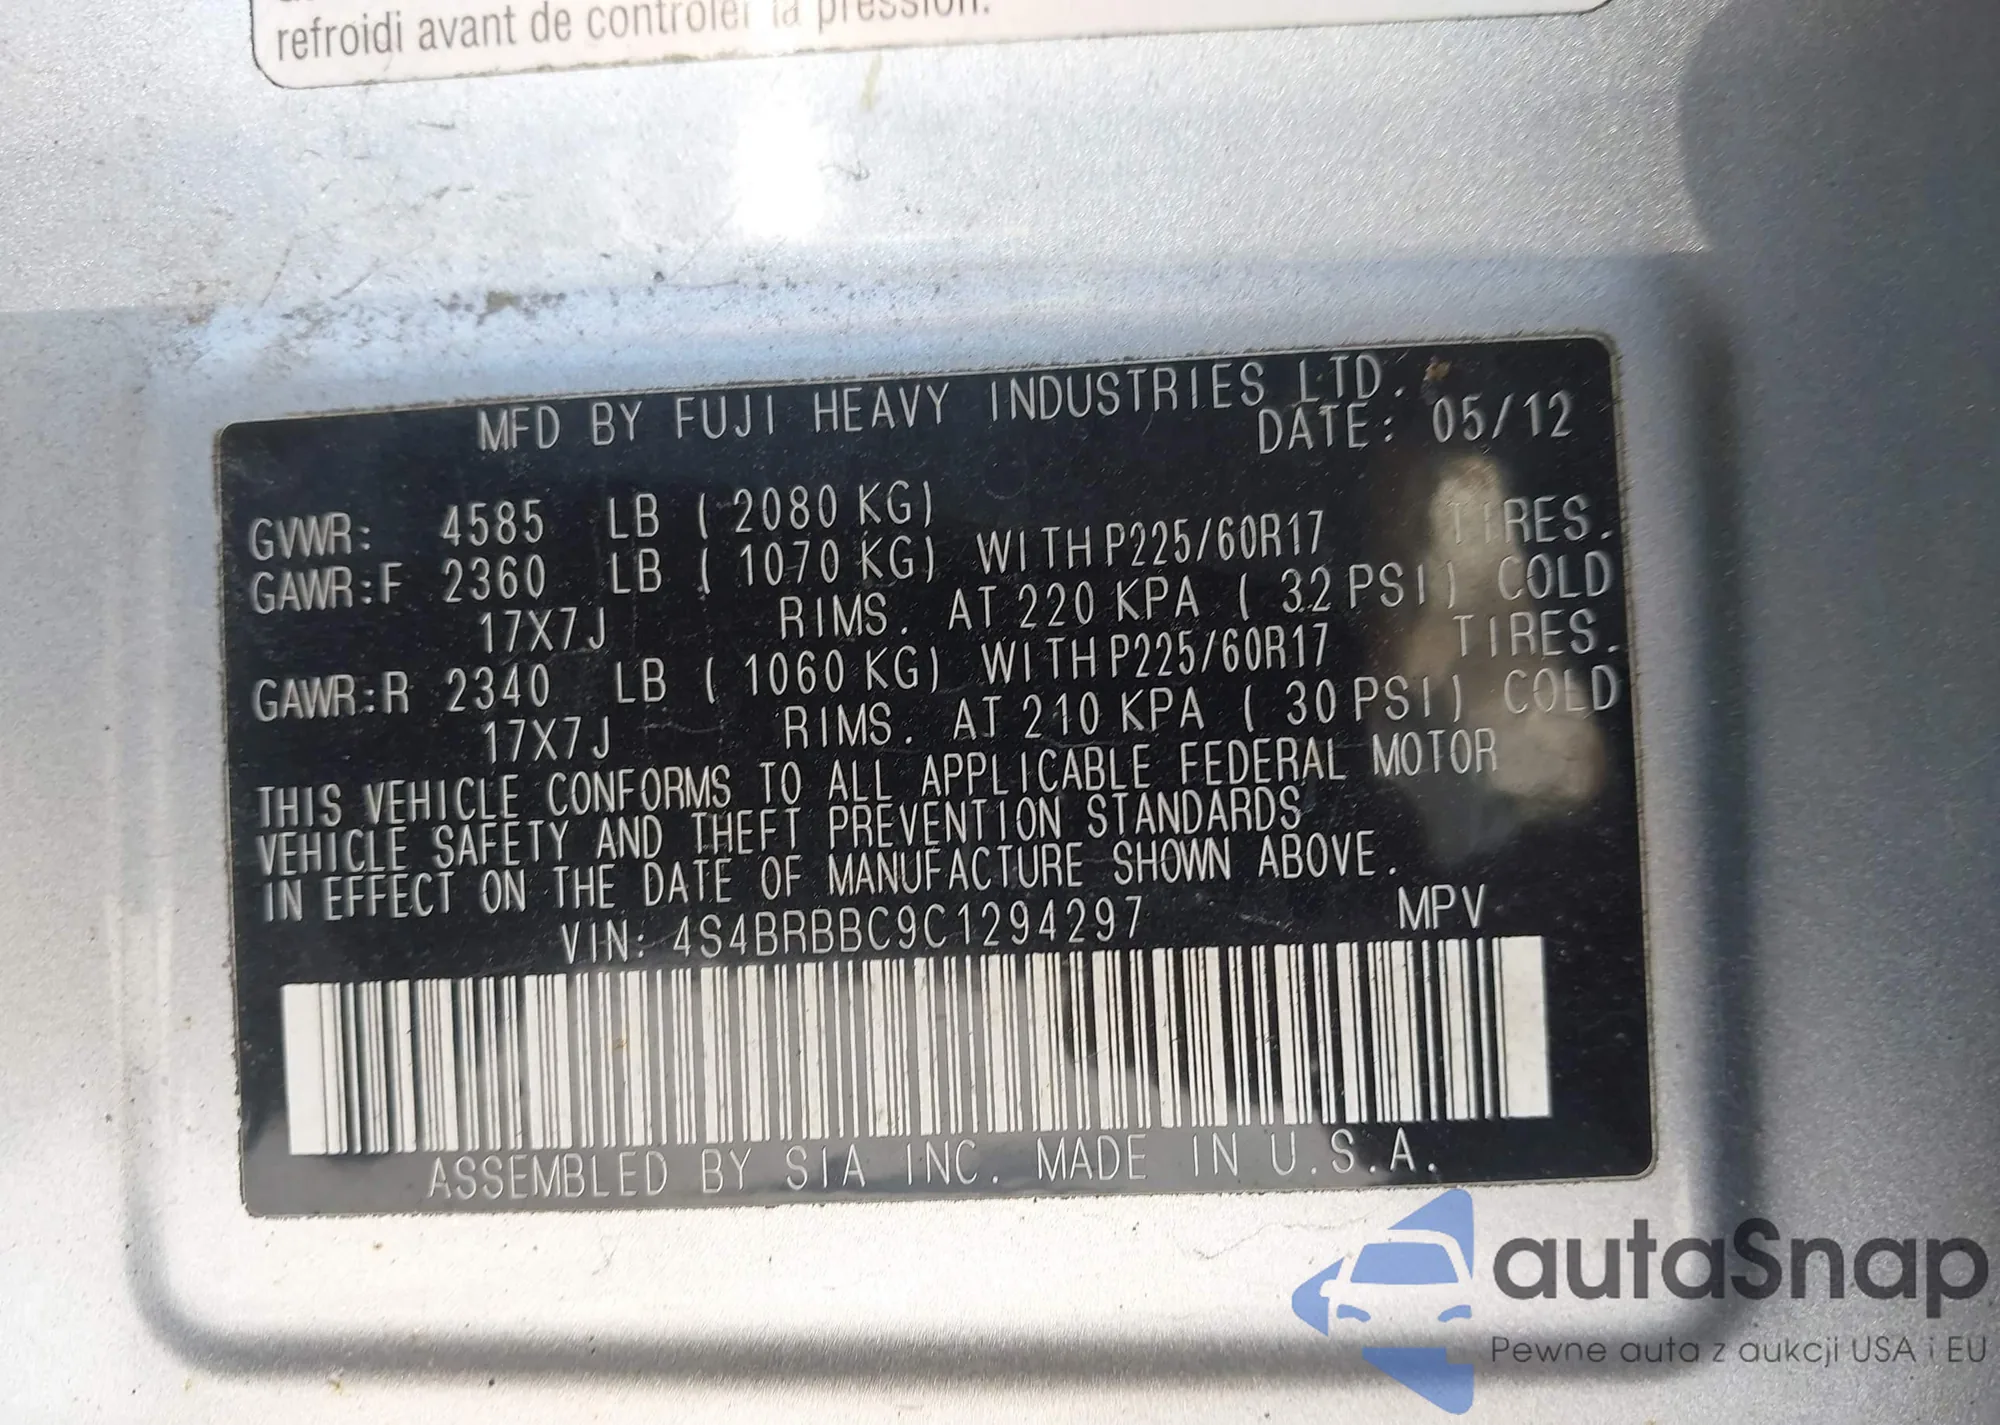 refroidi avant de contrôler la pression.
MFD BY FUJI HEAVY INDUSTRIES LTD.
DATE: 05/12
GVWR: 4585 LB ( 2080 KG)
GAWR:F 2360 LB ( 1070 KG) WITH P225/60R17 TIRES.
17X7J RIMS. AT 220 KPA ( 32 PSI) COLD
GAWR:R 2340 LB ( 1060 KG) WITH P225/60R17 TIRES.
17X7J RIMS. AT 210 KPA ( 30 PSI) COLD
THIS VEHICLE CONFORMS TO ALL APPLICABLE FEDERAL MOTOR
VEHICLE SAFETY AND THEFT PREVENTION STANDARDS
IN EFFECT ON THE DATE OF MANUFACTURE SHOWN ABOVE.
VIN: 4S4BRBBC9C1294297 MPV
ASSEMBLED BY SIA INC. MADE IN U.S.A.
autaSnap
Pewne auta z aukcji USA i EU